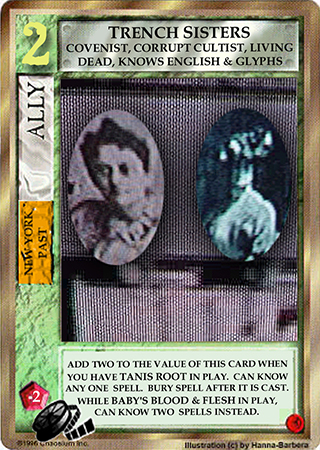 2
TRENCH SISTERS
COVENIST, CORRUPT CULTIST, LIVING
DEAD, KNOWS ENGLISH & GLYPHS
ALLY
NEW YORK
PAST
ADD TWO TO THE VALUE OF THIS CARD WHEN
YOU HAVE TANIS ROOT IN PLAY. CAN KNOW
ANY ONE SPELL. BURY SPELL AFTER IT IS CAST.
WHILE BABY'S BLOOD & FLESH IN PLAY,
CAN KNOW TWO SPELLS INSTEAD.
-2
©1996 Chaosium Inc.
Illustration (c) by Hanna-Barbera